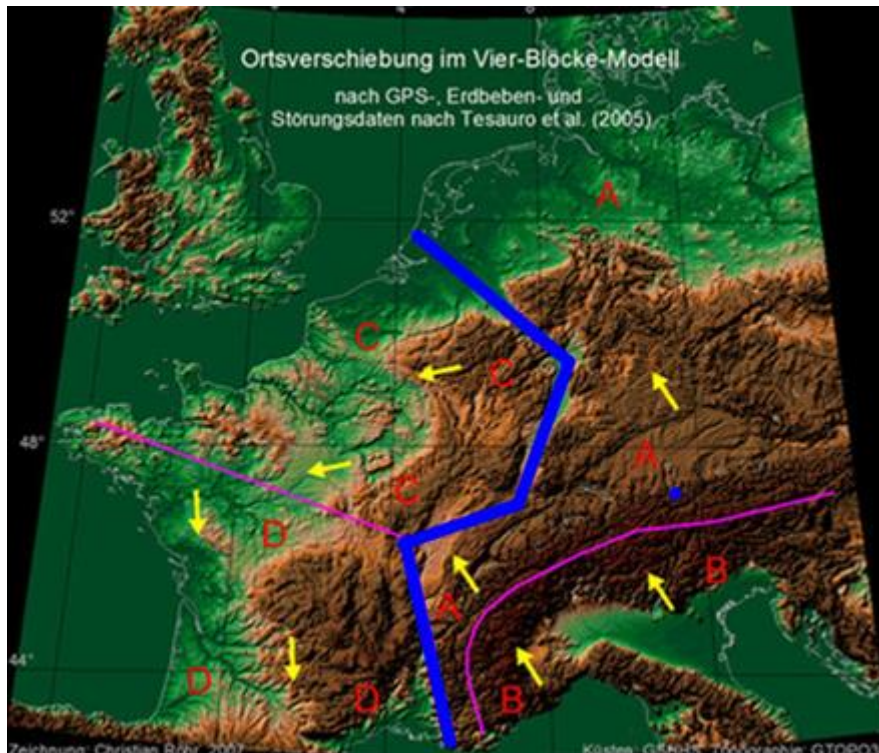 Ortsverschiebung im Vier-Blöcke-Modell
nach GPS-, Erdbeben- und
Störungsdaten nach Tesauro et al. (2005)
A
52°
C
C
48°
A
C
D
B
A
44°
D
D
B
Zeichnung: Christian Röhr, 2007
Küsten: